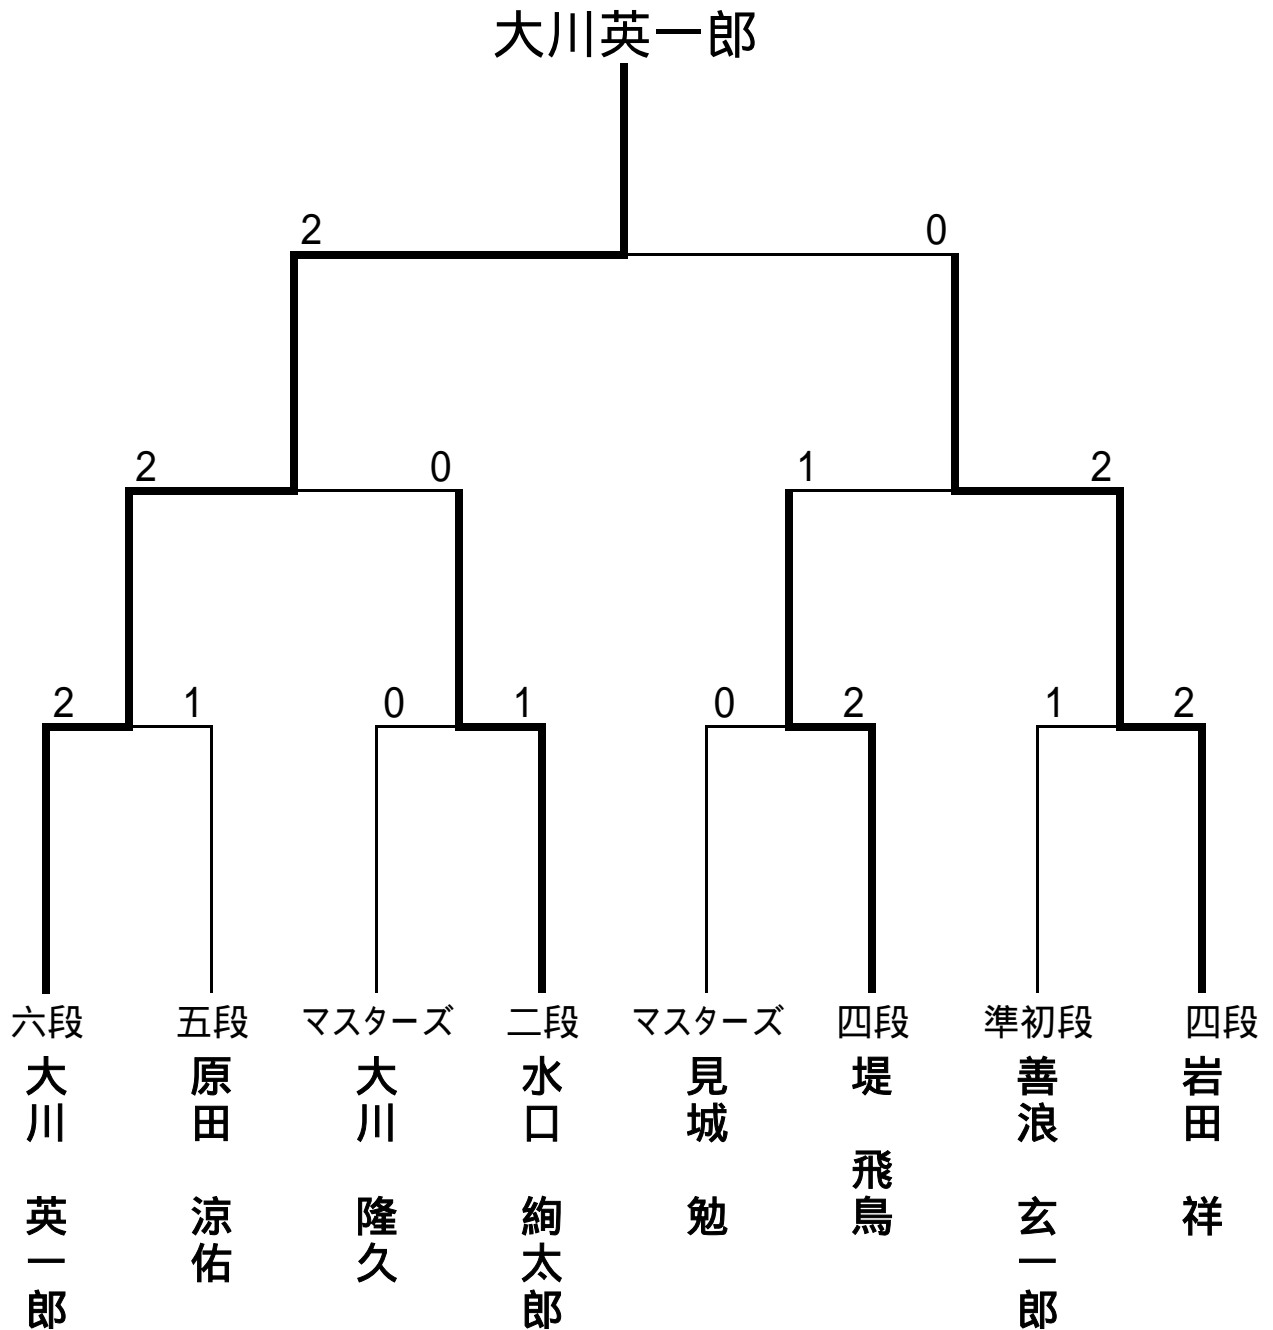 大川英一郎
2 0
2 0 1 2
2 1 0 1 0 2 1 2
六段 五段 マスターズ 二段 マスターズ 四段 準初段 四段
大川 英一郎
原田 涼佑
大川 隆久
水口 絢太郎
見城 勉
堤 飛鳥
善浪 玄一郎
岩田 祥